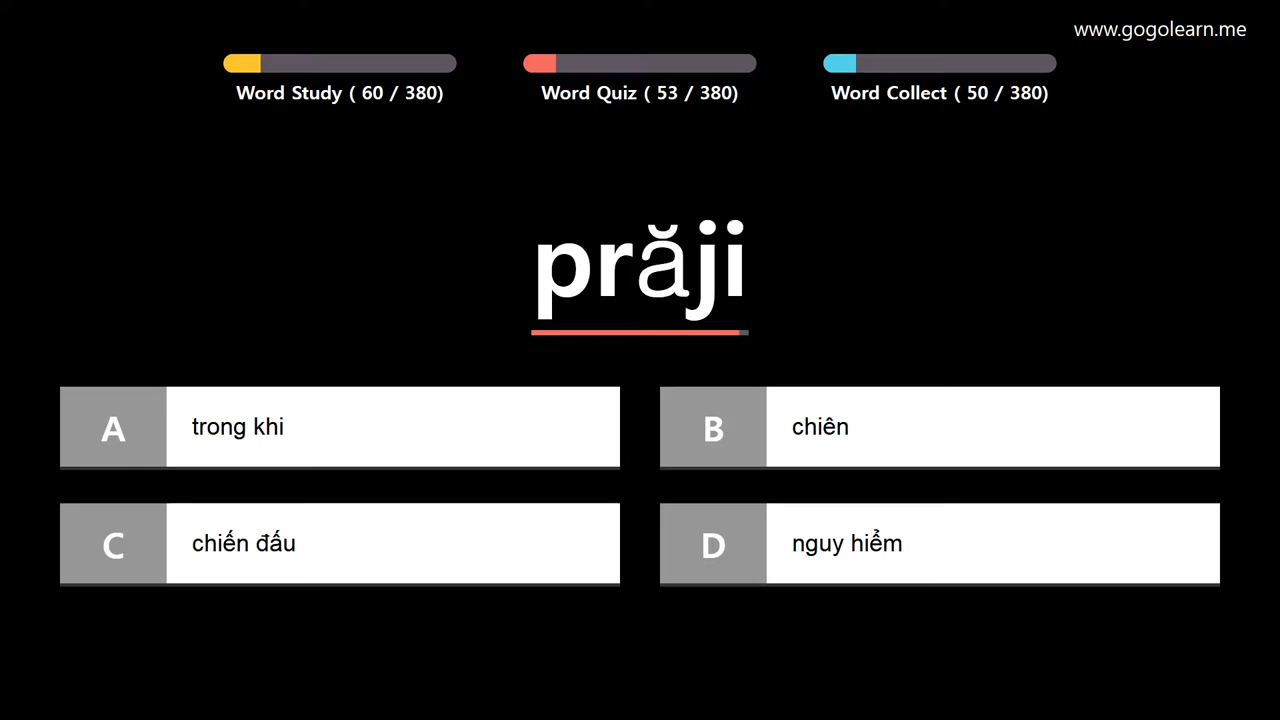 www.gogolearn.me
Word Study ( 60 / 380)
Word Quiz ( 53 / 380)
Word Collect ( 50 / 380)
prăji
A trong khi
B chiên
C chiến đấu
D nguy hiểm